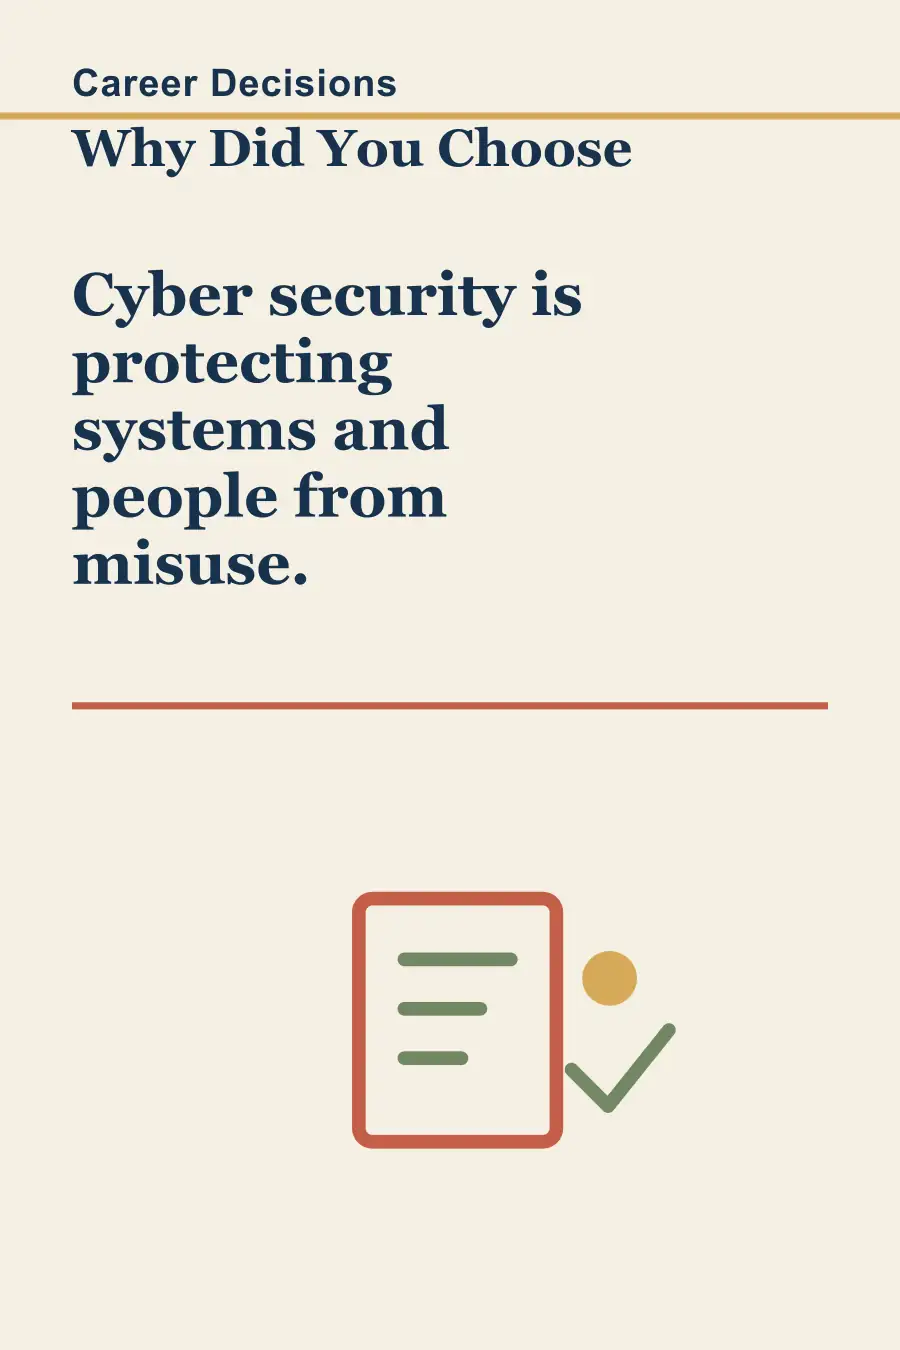 Career Decisions
Why Did You Choose
Cyber security is
protecting
systems and
people from
misuse.